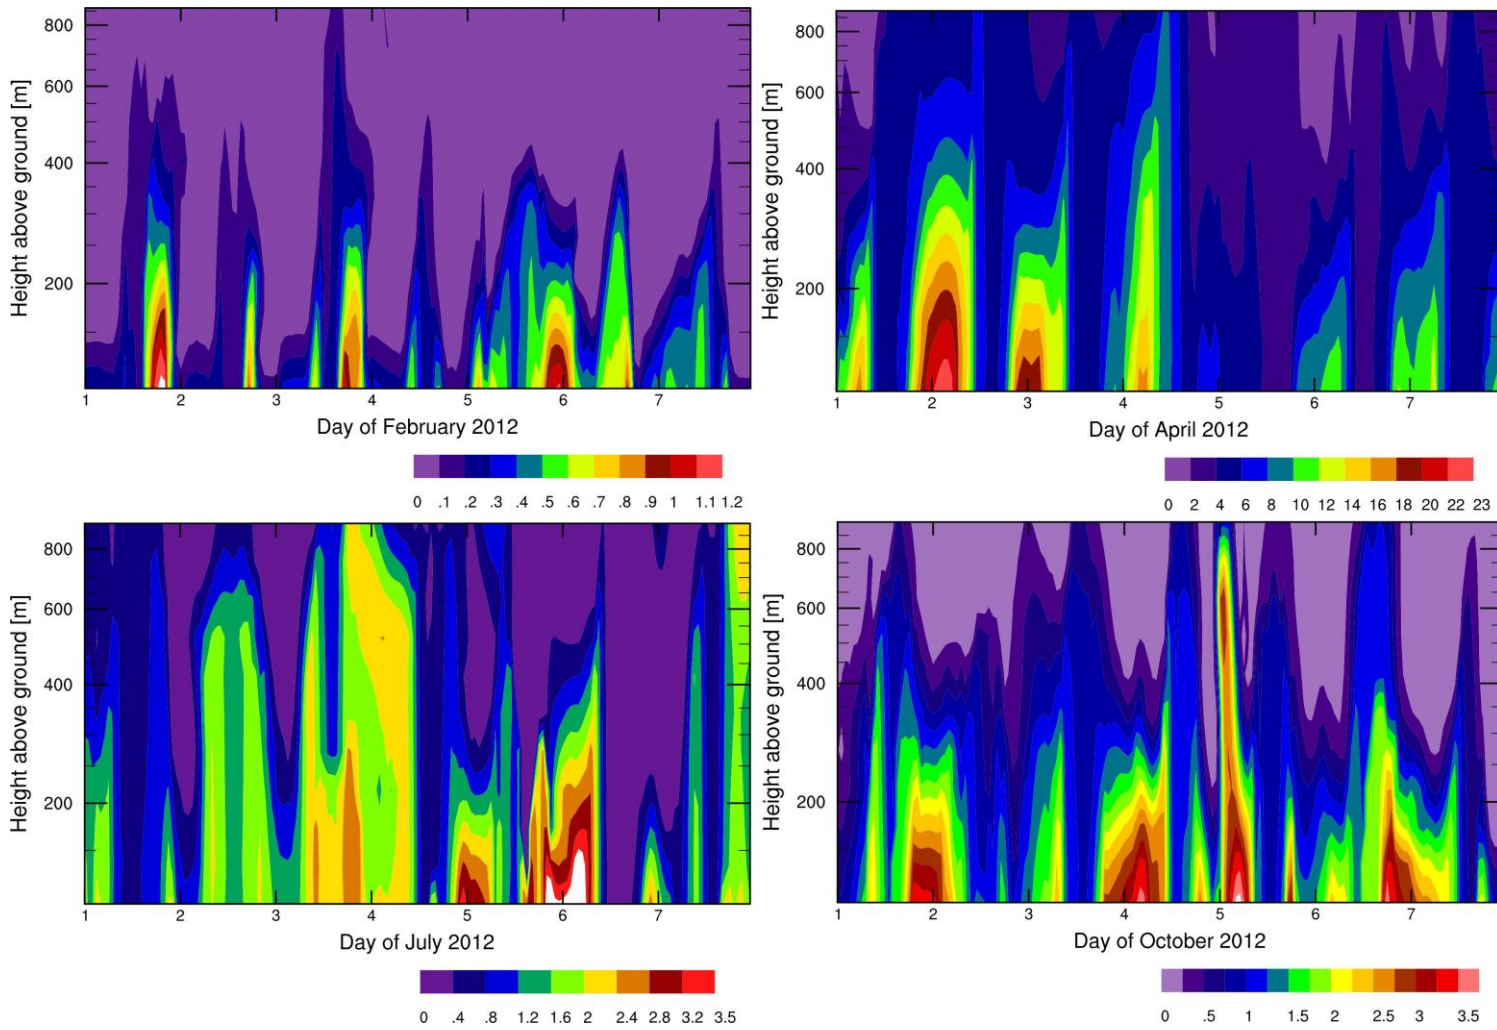 Height above ground [m]
800
600
400
200
1 2 3 4 5 6 7
Day of February 2012
0 .1 .2 .3 .4 .5 .6 .7 .8 .9 1 1.11 1.2
Height above ground [m]
800
600
400
200
1 2 3 4 5 6 7
Day of April 2012
0 2 4 6 8 10 12 14 16 18 20 22 23
Height above ground [m]
800
600
400
200
1 2 3 4 5 6 7
Day of July 2012
0 .4 .8 1.2 1.6 2 2.4 2.8 3.2 3.5
Height above ground [m]
800
600
400
200
1 2 3 4 5 6 7
Day of October 2012
0 .5 1 1.5 2 2.5 3 3.5